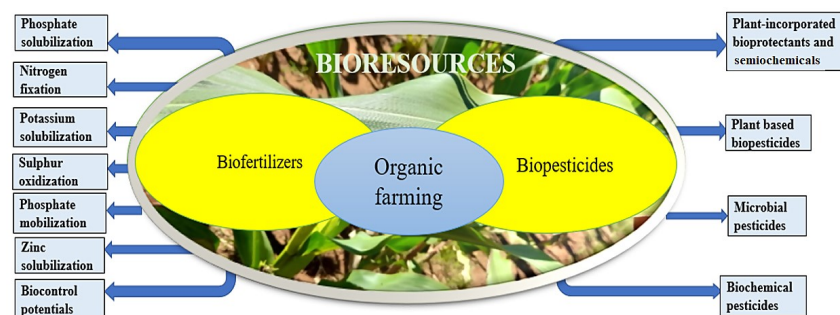 Phosphate
solubilization
Nitrogen
fixation
Potassium
solubilization
Sulphur
oxidization
Phosphate
mobilization
Zinc
solubilization
Biocontrol
potentials
BIORESOURCES
Biofertilizers
Organic
farming
Biopesticides
Plant-incorporated
bioprotectants and
semiochemicals
Plant based
biopesticides
Microbial
pesticides
Biochemical
pesticides